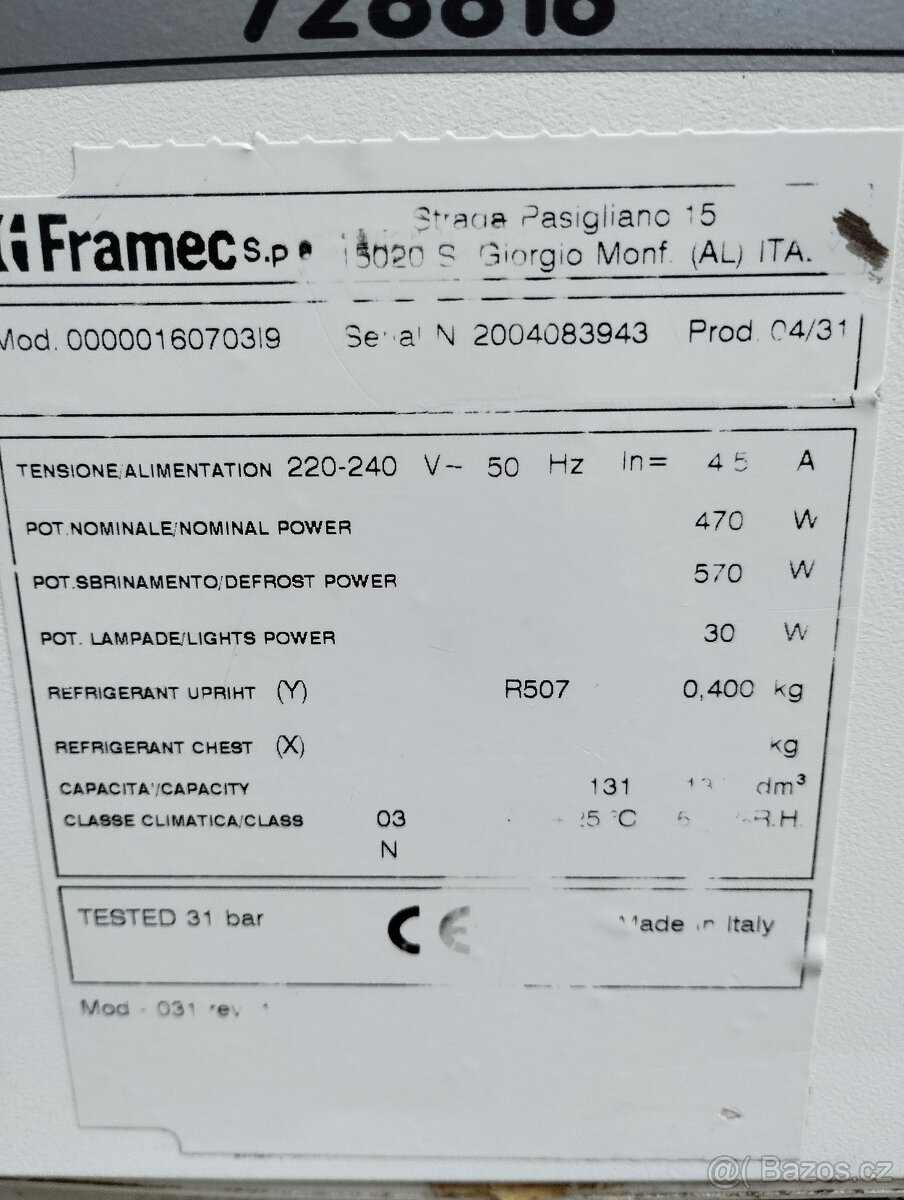 728818
Framec S.p
Strada Pasigliano 15
15020 S. Giorgio Monf. (AL) ITA.
Mod. 00000160703I9 Serial N 2004083943 Prod. 04/31
TENSIONE/ALIMENTATION 220-240 V~ 50 Hz In= 4 5 A
POT.NOMINALE/NOMINAL POWER 470 W
POT.SBRINAMENTO/DEFROST POWER 570 W
POT. LAMPADE/LIGHTS POWER 30 W
REFRIGERANT UPRIHT (Y) R507 0,400 kg
REFRIGERANT CHEST (X) kg
CAPACITA'/CAPACITY 131 dm³
CLASSE CLIMATICA/CLASS 03 °C R.H.
N
TESTED 31 bar CE Made in Italy
Mod - 031 rev 1
@( Bazos.cz